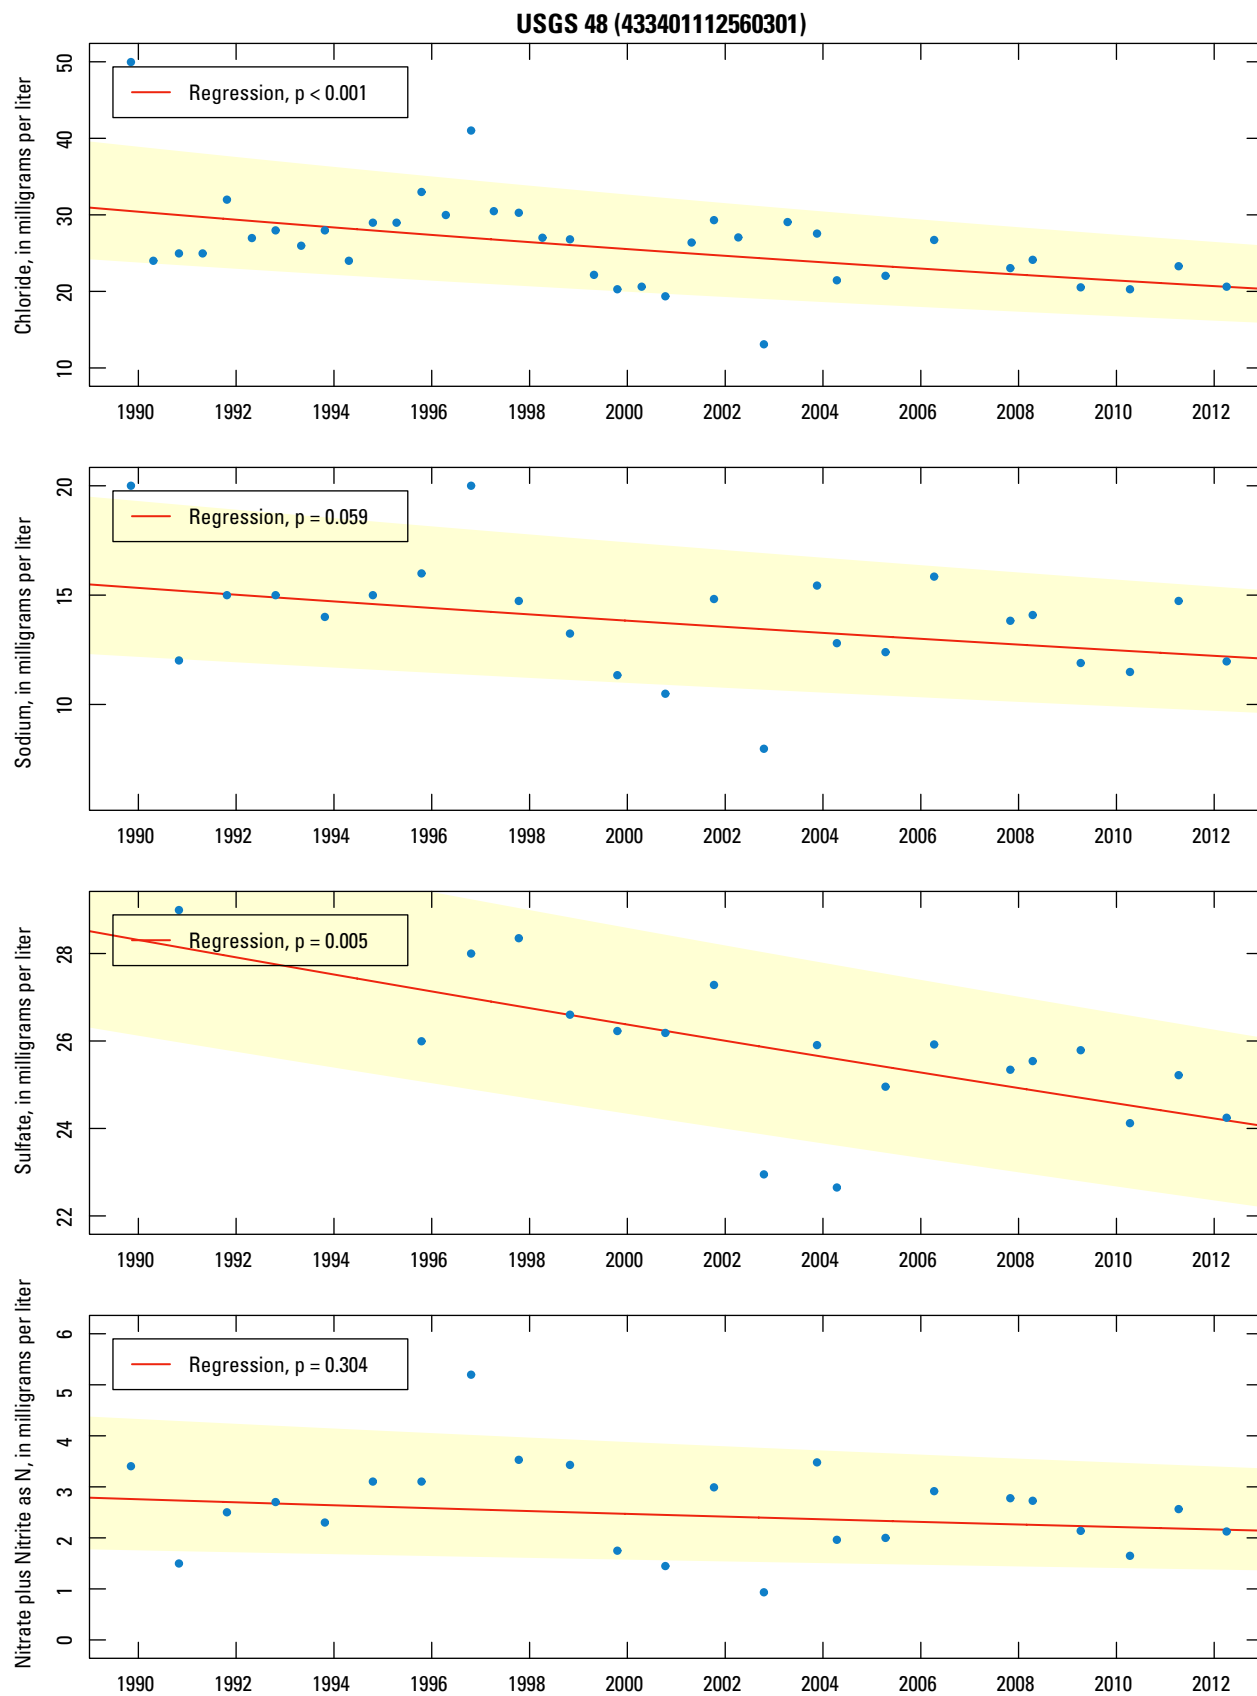 USGS 48 (433401112560301)
Chloride, in milligrams per liter
50
40
30
20
10
Regression, p < 0.001
1990 1992 1994 1996 1998 2000 2002 2004 2006 2008 2010 2012
Sodium, in milligrams per liter
20
15
10
Regression, p = 0.059
1990 1992 1994 1996 1998 2000 2002 2004 2006 2008 2010 2012
Sulfate, in milligrams per liter
28
26
24
22
Regression, p = 0.005
1990 1992 1994 1996 1998 2000 2002 2004 2006 2008 2010 2012
Nitrate plus Nitrite as N, in milligrams per liter
6
5
4
3
2
1
0
Regression, p = 0.304
1990 1992 1994 1996 1998 2000 2002 2004 2006 2008 2010 2012